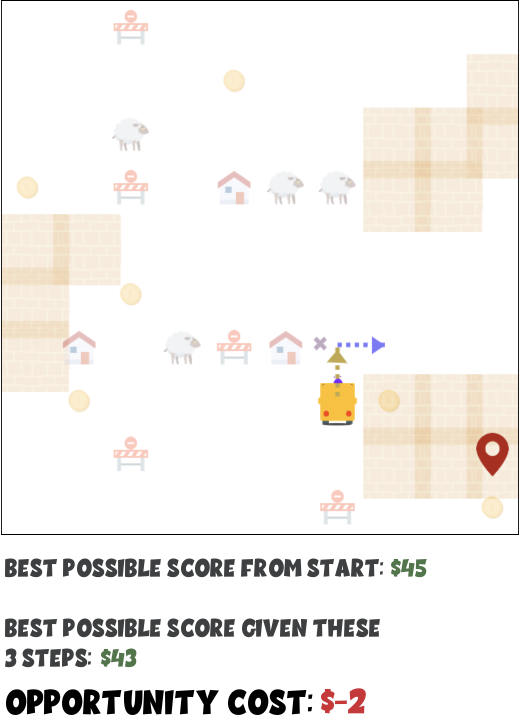 BEST POSSIBLE SCORE FROM START: $45
BEST POSSIBLE SCORE GIVEN THESE
3 STEPS: $43
OPPORTUNITY COST: $-2